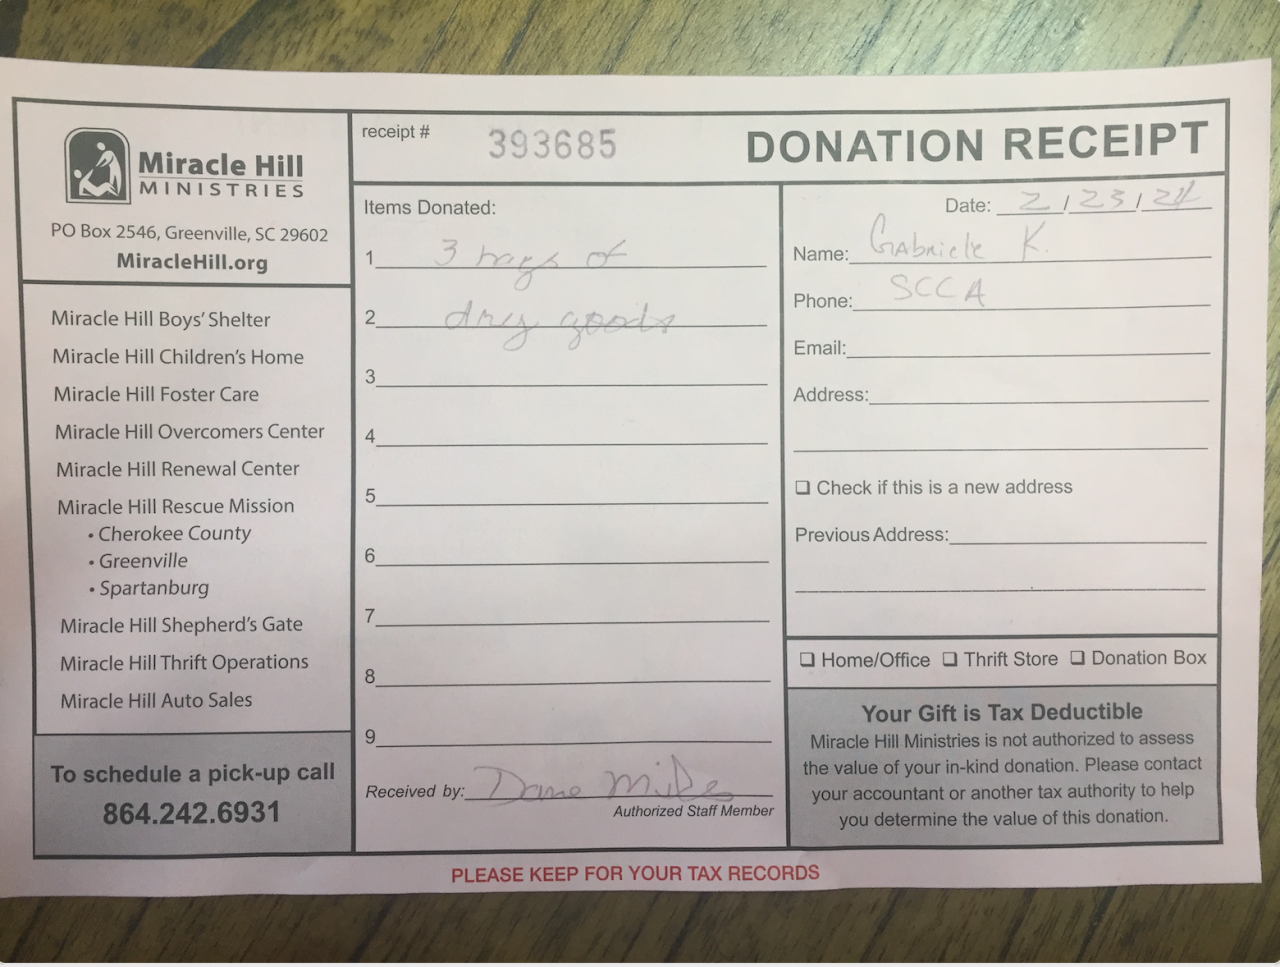 Miracle Hill
MINISTRIES
PO Box 2546, Greenville, SC 29602
MiracleHill.org
receipt # 393685
DONATION RECEIPT
Miracle Hill Boys' Shelter
Miracle Hill Children's Home
Miracle Hill Foster Care
Miracle Hill Overcomers Center
Miracle Hill Renewal Center
Miracle Hill Rescue Mission
• Cherokee County
• Greenville
• Spartanburg
Miracle Hill Shepherd's Gate
Miracle Hill Thrift Operations
Miracle Hill Auto Sales
To schedule a pick-up call
864.242.6931
Items Donated:
1 3 bags of
2 dry goods
3
4
5
6
7
8
9
Received by:
Authorized Staff Member
Date: 2/23/24
Name: Gabriele K.
Phone: SCCA
Email:
Address:
❑ Check if this is a new address
Previous Address:
❑ Home/Office ❑ Thrift Store ❑ Donation Box
Your Gift is Tax Deductible
Miracle Hill Ministries is not authorized to assess
the value of your in-kind donation. Please contact
your accountant or another tax authority to help
you determine the value of this donation.
PLEASE KEEP FOR YOUR TAX RECORDS